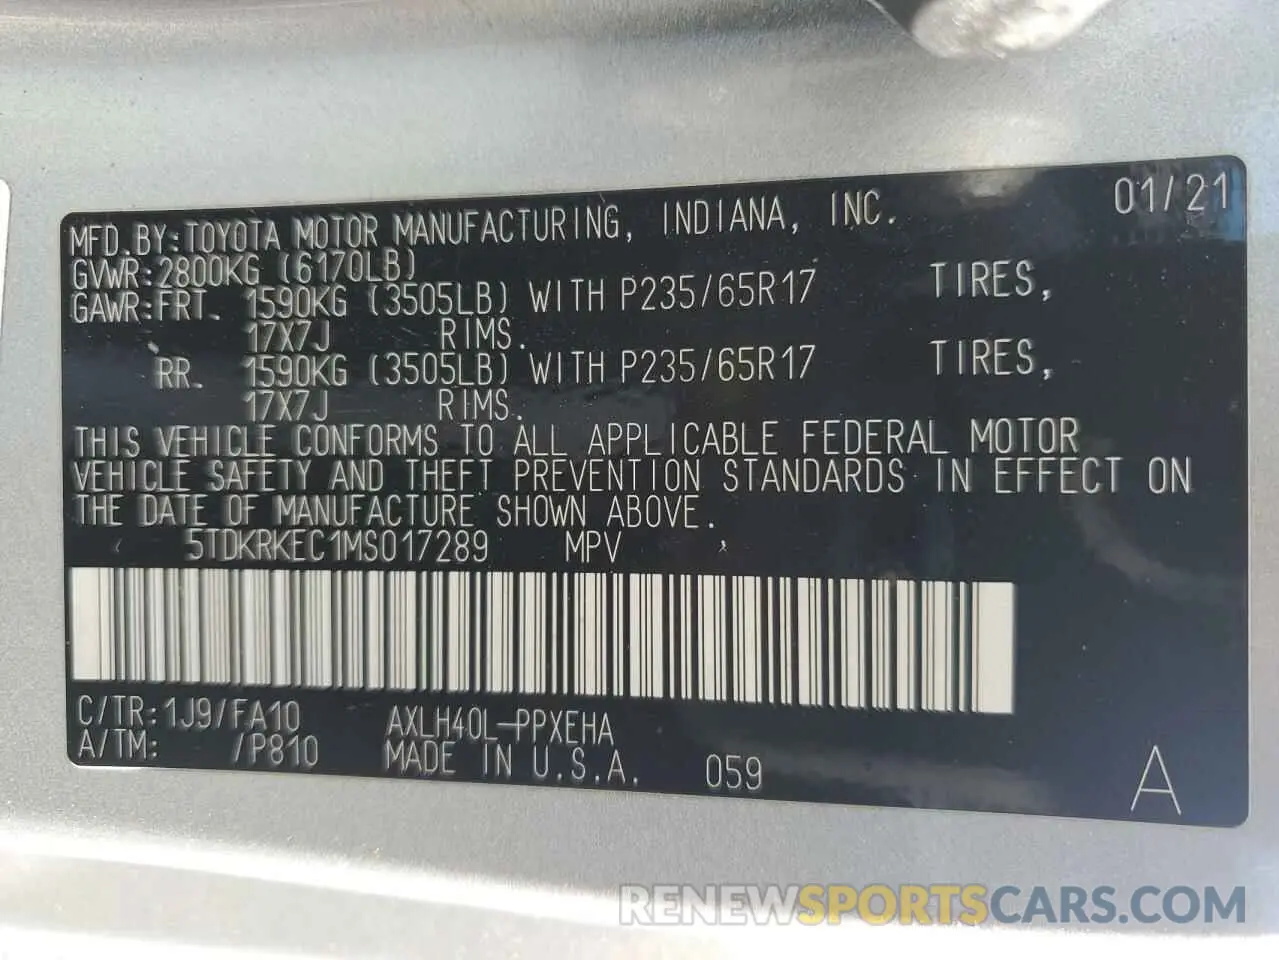 MFD.BY:TOYOTA MOTOR MANUFACTURING, INDIANA, INC. 01/21
GVWR:2800KG (6170LB)
GAWR:FRT. 1590KG (3505LB) WITH P235/65R17 TIRES,
17X7J RIMS.
RR. 1590KG (3505LB) WITH P235/65R17 TIRES,
17X7J RIMS.
THIS VEHICLE CONFORMS TO ALL APPLICABLE FEDERAL MOTOR
VEHICLE SAFETY AND THEFT PREVENTION STANDARDS IN EFFECT ON
THE DATE OF MANUFACTURE SHOWN ABOVE.
5TDKRKEC1MS017289 MPV
C/TR:1J9/FA10 AXLH40L-PPXEHA
A/TM: /P810 MADE IN U.S.A. 059 A
RENEWSPORTSCARS.COM-121